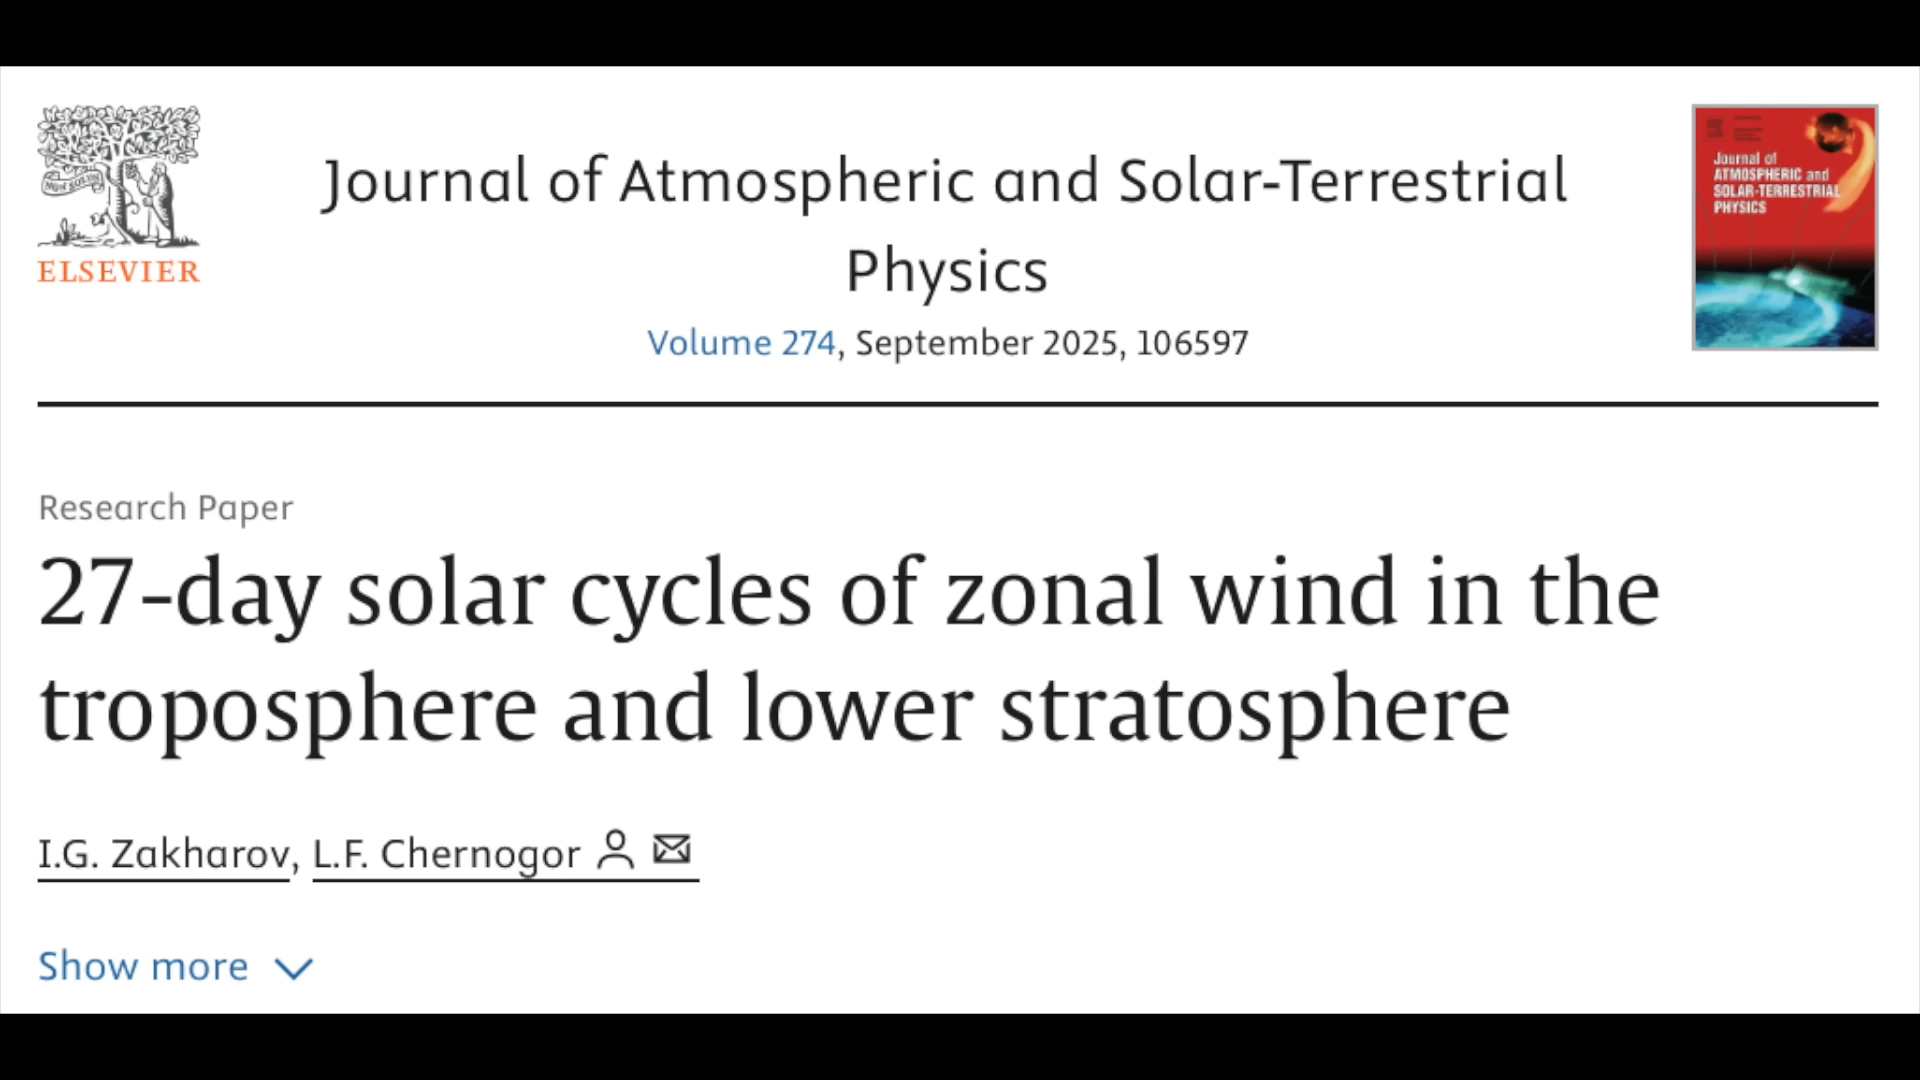 Journal of Atmospheric and Solar-Terrestrial
Physics
Volume 274, September 2025, 106597
ELSEVIER
NON SOLUS
Journal of
ATMOSPHERIC and
SOLAR-TERRESTRIAL
PHYSICS
Research Paper
27-day solar cycles of zonal wind in the
troposphere and lower stratosphere
I.G. Zakharov, L.F. Chernogor
Show more